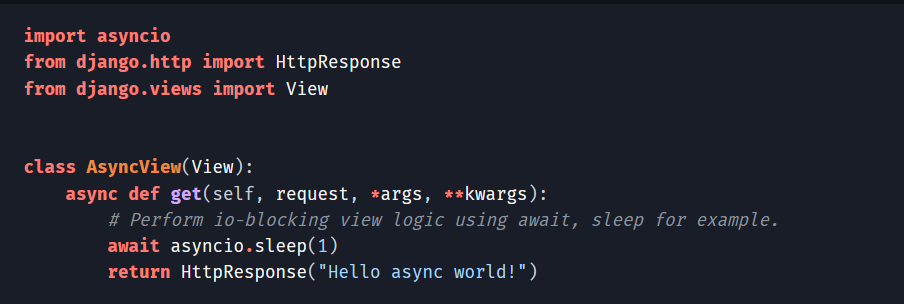 import asyncio
from django.http import HttpResponse
from django.views import View
class AsyncView(View):
async def get(self, request, *args, **kwargs):
# Perform io-blocking view logic using await, sleep for example.
await asyncio.sleep(1)
return HttpResponse("Hello async world!")